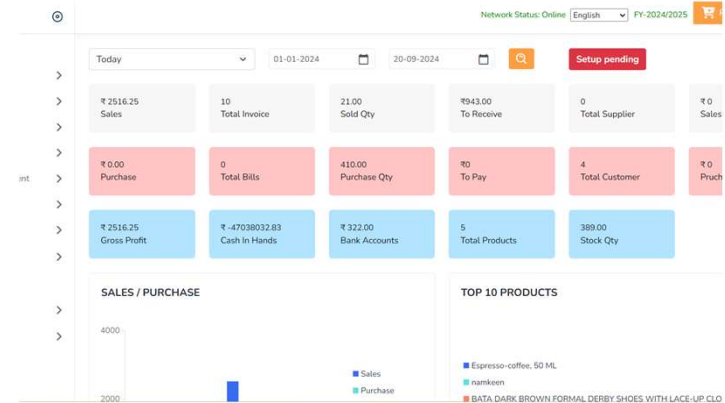 Network Status: Online English FY-2024/2025
Today 01-01-2024 20-09-2024 Setup pending
₹ 2516.25
Sales
10
Total Invoice
21.00
Sold Qty
₹943.00
To Receive
0
Total Supplier
₹ 0
Sales
₹ 0.00
Purchase
0
Total Bills
410.00
Purchase Qty
₹0
To Pay
4
Total Customer
₹ 0
Pruch
ent
₹ 2516.25
Gross Profit
₹ -47038032.83
Cash In Hands
₹ 322.00
Bank Accounts
5
Total Products
389.00
Stock Qty
SALES / PURCHASE
4000
2000
Sales
Purchase
TOP 10 PRODUCTS
Espresso-coffee, 50 ML
namkeen
BATA DARK BROWN FORMAL DERBY SHOES WITH LACE-UP CLO